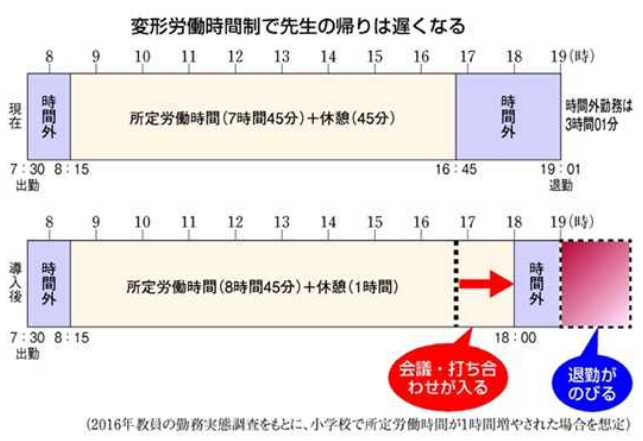 変形労働時間制で先生の帰りは遅くなる
8 9 10 11 12 13 14 15 16 17 18 19(時)
現在
時間外
所定労働時間(7時間45分)+休憩(45分)
時間外
時間外勤務は
3時間01分
7:30 8:15 16:45 19:01
出勤 退勤
8 9 10 11 12 13 14 15 16 17 18 19(時)
導入後
時間外
所定労働時間(8時間45分)+休憩(1時間)
時間外
7:30 8:15 18:00
出勤
会議・打ち合
わせが入る
退勤が
のびる
(2016年教員の勤務実態調査をもとに、小学校で所定労働時間が1時間増やされた場合を想定)